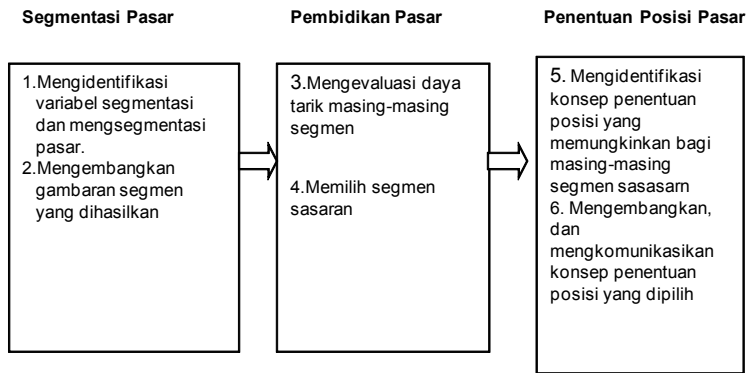 Segmentasi Pasar
Pembidikan Pasar
Penentuan Posisi Pasar
1.Mengidentifikasi
variabel segmentasi
dan mengsegmentasi
pasar.
2.Mengembangkan
gambaran segmen
yang dihasilkan
3.Mengevaluasi daya
tarik masing-masing
segmen
4.Memilih segmen
sasaran
5. Mengidentifikasi
konsep penentuan
posisi yang
memungkinkan bagi
masing-masing
segmen sasasarn
6. Mengembangkan,
dan
mengkomunikasikan
konsep penentuan
posisi yang dipilih